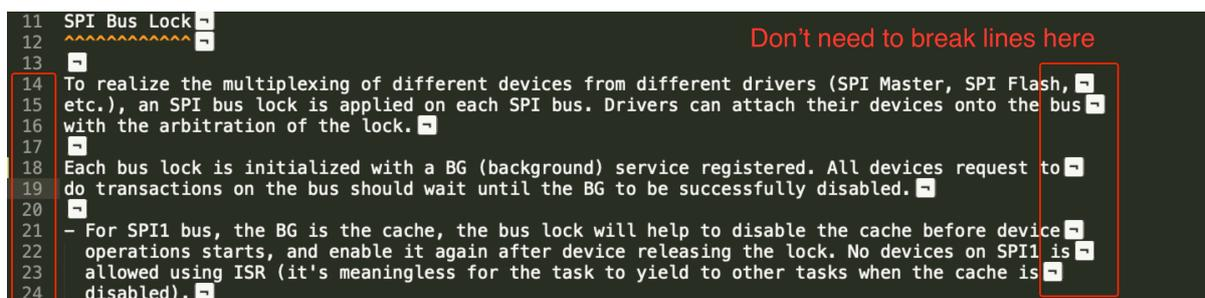 11 SPI Bus Lock¬
12 ^^^^^^^^^^^^¬
Don't need to break lines here
13 ¬
14 To realize the multiplexing of different devices from different drivers (SPI Master, SPI Flash,¬
15 etc.), an SPI bus lock is applied on each SPI bus. Drivers can attach their devices onto the bus¬
16 with the arbitration of the lock.¬
17 ¬
18 Each bus lock is initialized with a BG (background) service registered. All devices request to¬
19 do transactions on the bus should wait until the BG to be successfully disabled.¬
20 ¬
21 - For SPI1 bus, the BG is the cache, the bus lock will help to disable the cache before device¬
22 operations starts, and enable it again after device releasing the lock. No devices on SPI1 is¬
23 allowed using ISR (it's meaningless for the task to yield to other tasks when the cache is¬
24 disabled).¬